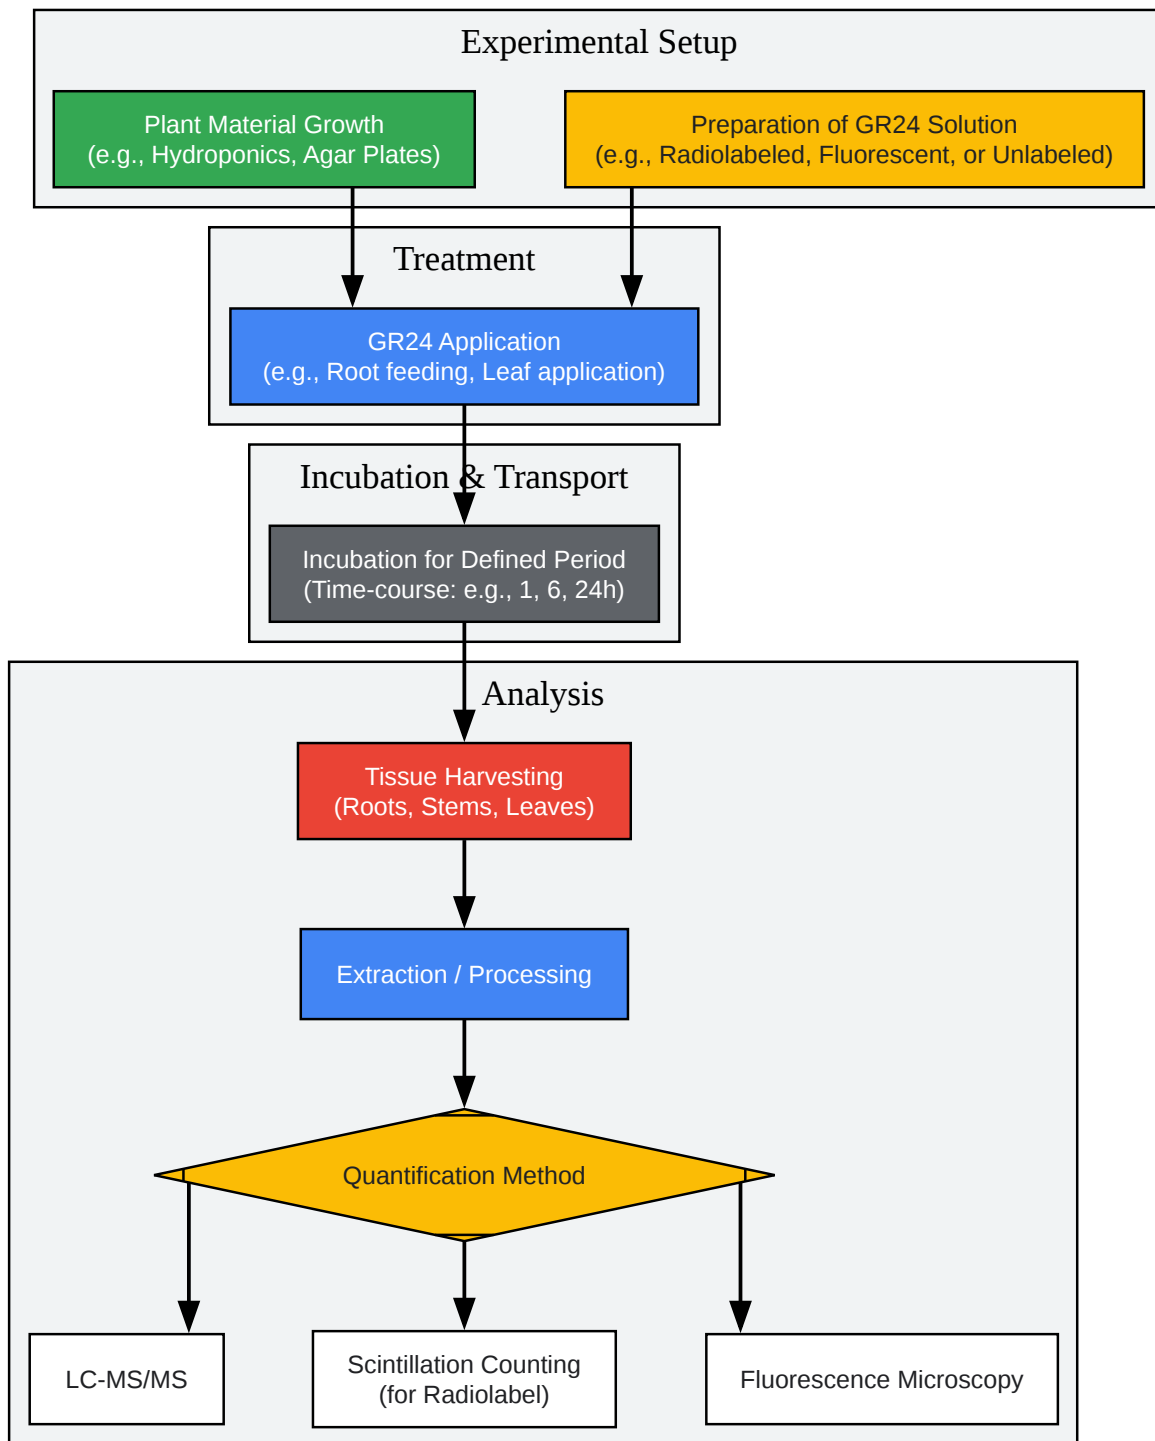 Experimental Setup
Plant Material Growth
(e.g., Hydroponics, Agar Plates)
Preparation of GR24 Solution
(e.g., Radiolabeled, Fluorescent, or Unlabeled)
Treatment
GR24 Application
(e.g., Root feeding, Leaf application)
Incubation & Transport
Incubation for Defined Period
(Time-course: e.g., 1, 6, 24h)
Analysis
Tissue Harvesting
(Roots, Stems, Leaves)
Extraction / Processing
Quantification Method
LC-MS/MS
Scintillation Counting
(for Radiolabel)
Fluorescence Microscopy